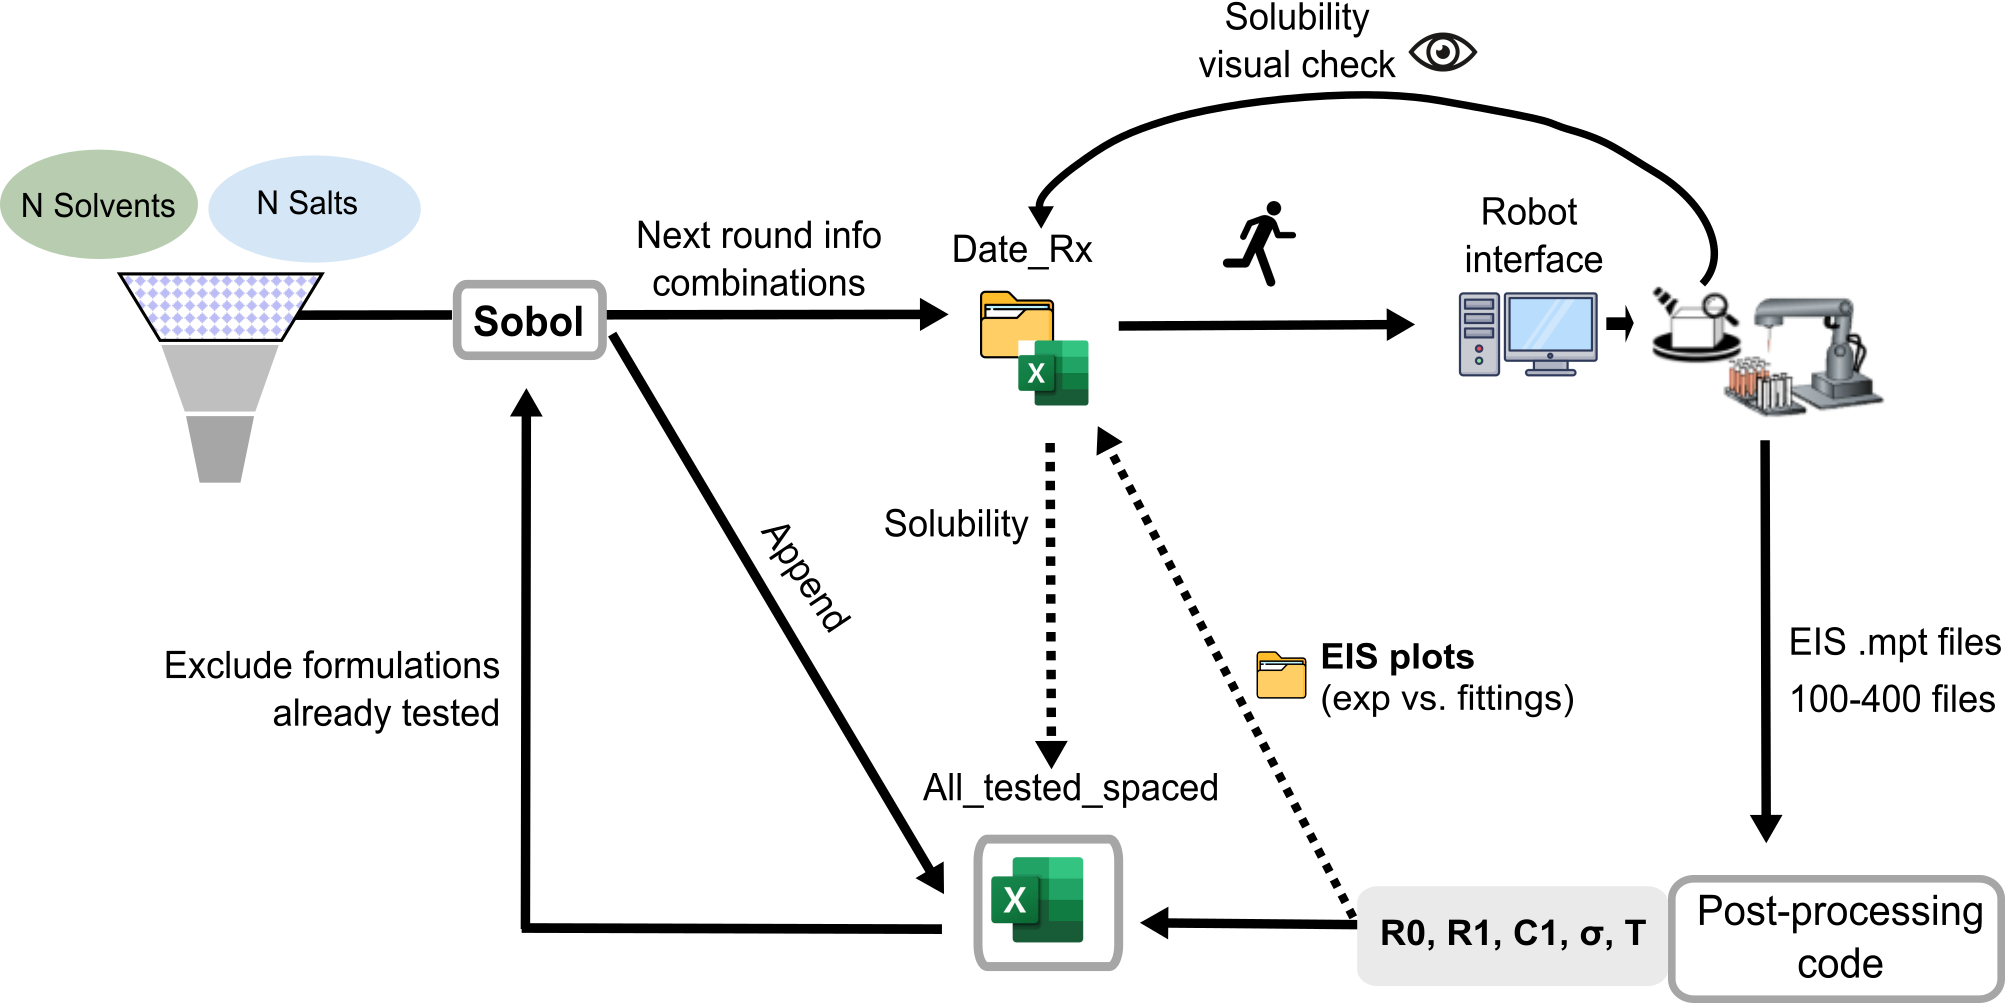 Solubility
visual check
N Solvents
N Salts
Next round info
combinations
Date_Rx
Robot
interface
Sobol
X
Solubility
Append
Exclude formulations
already tested
EIS plots
(exp vs. fittings)
EIS .mpt files
100-400 files
All_tested_spaced
X
R0, R1, C1, σ, T
Post-processing
code